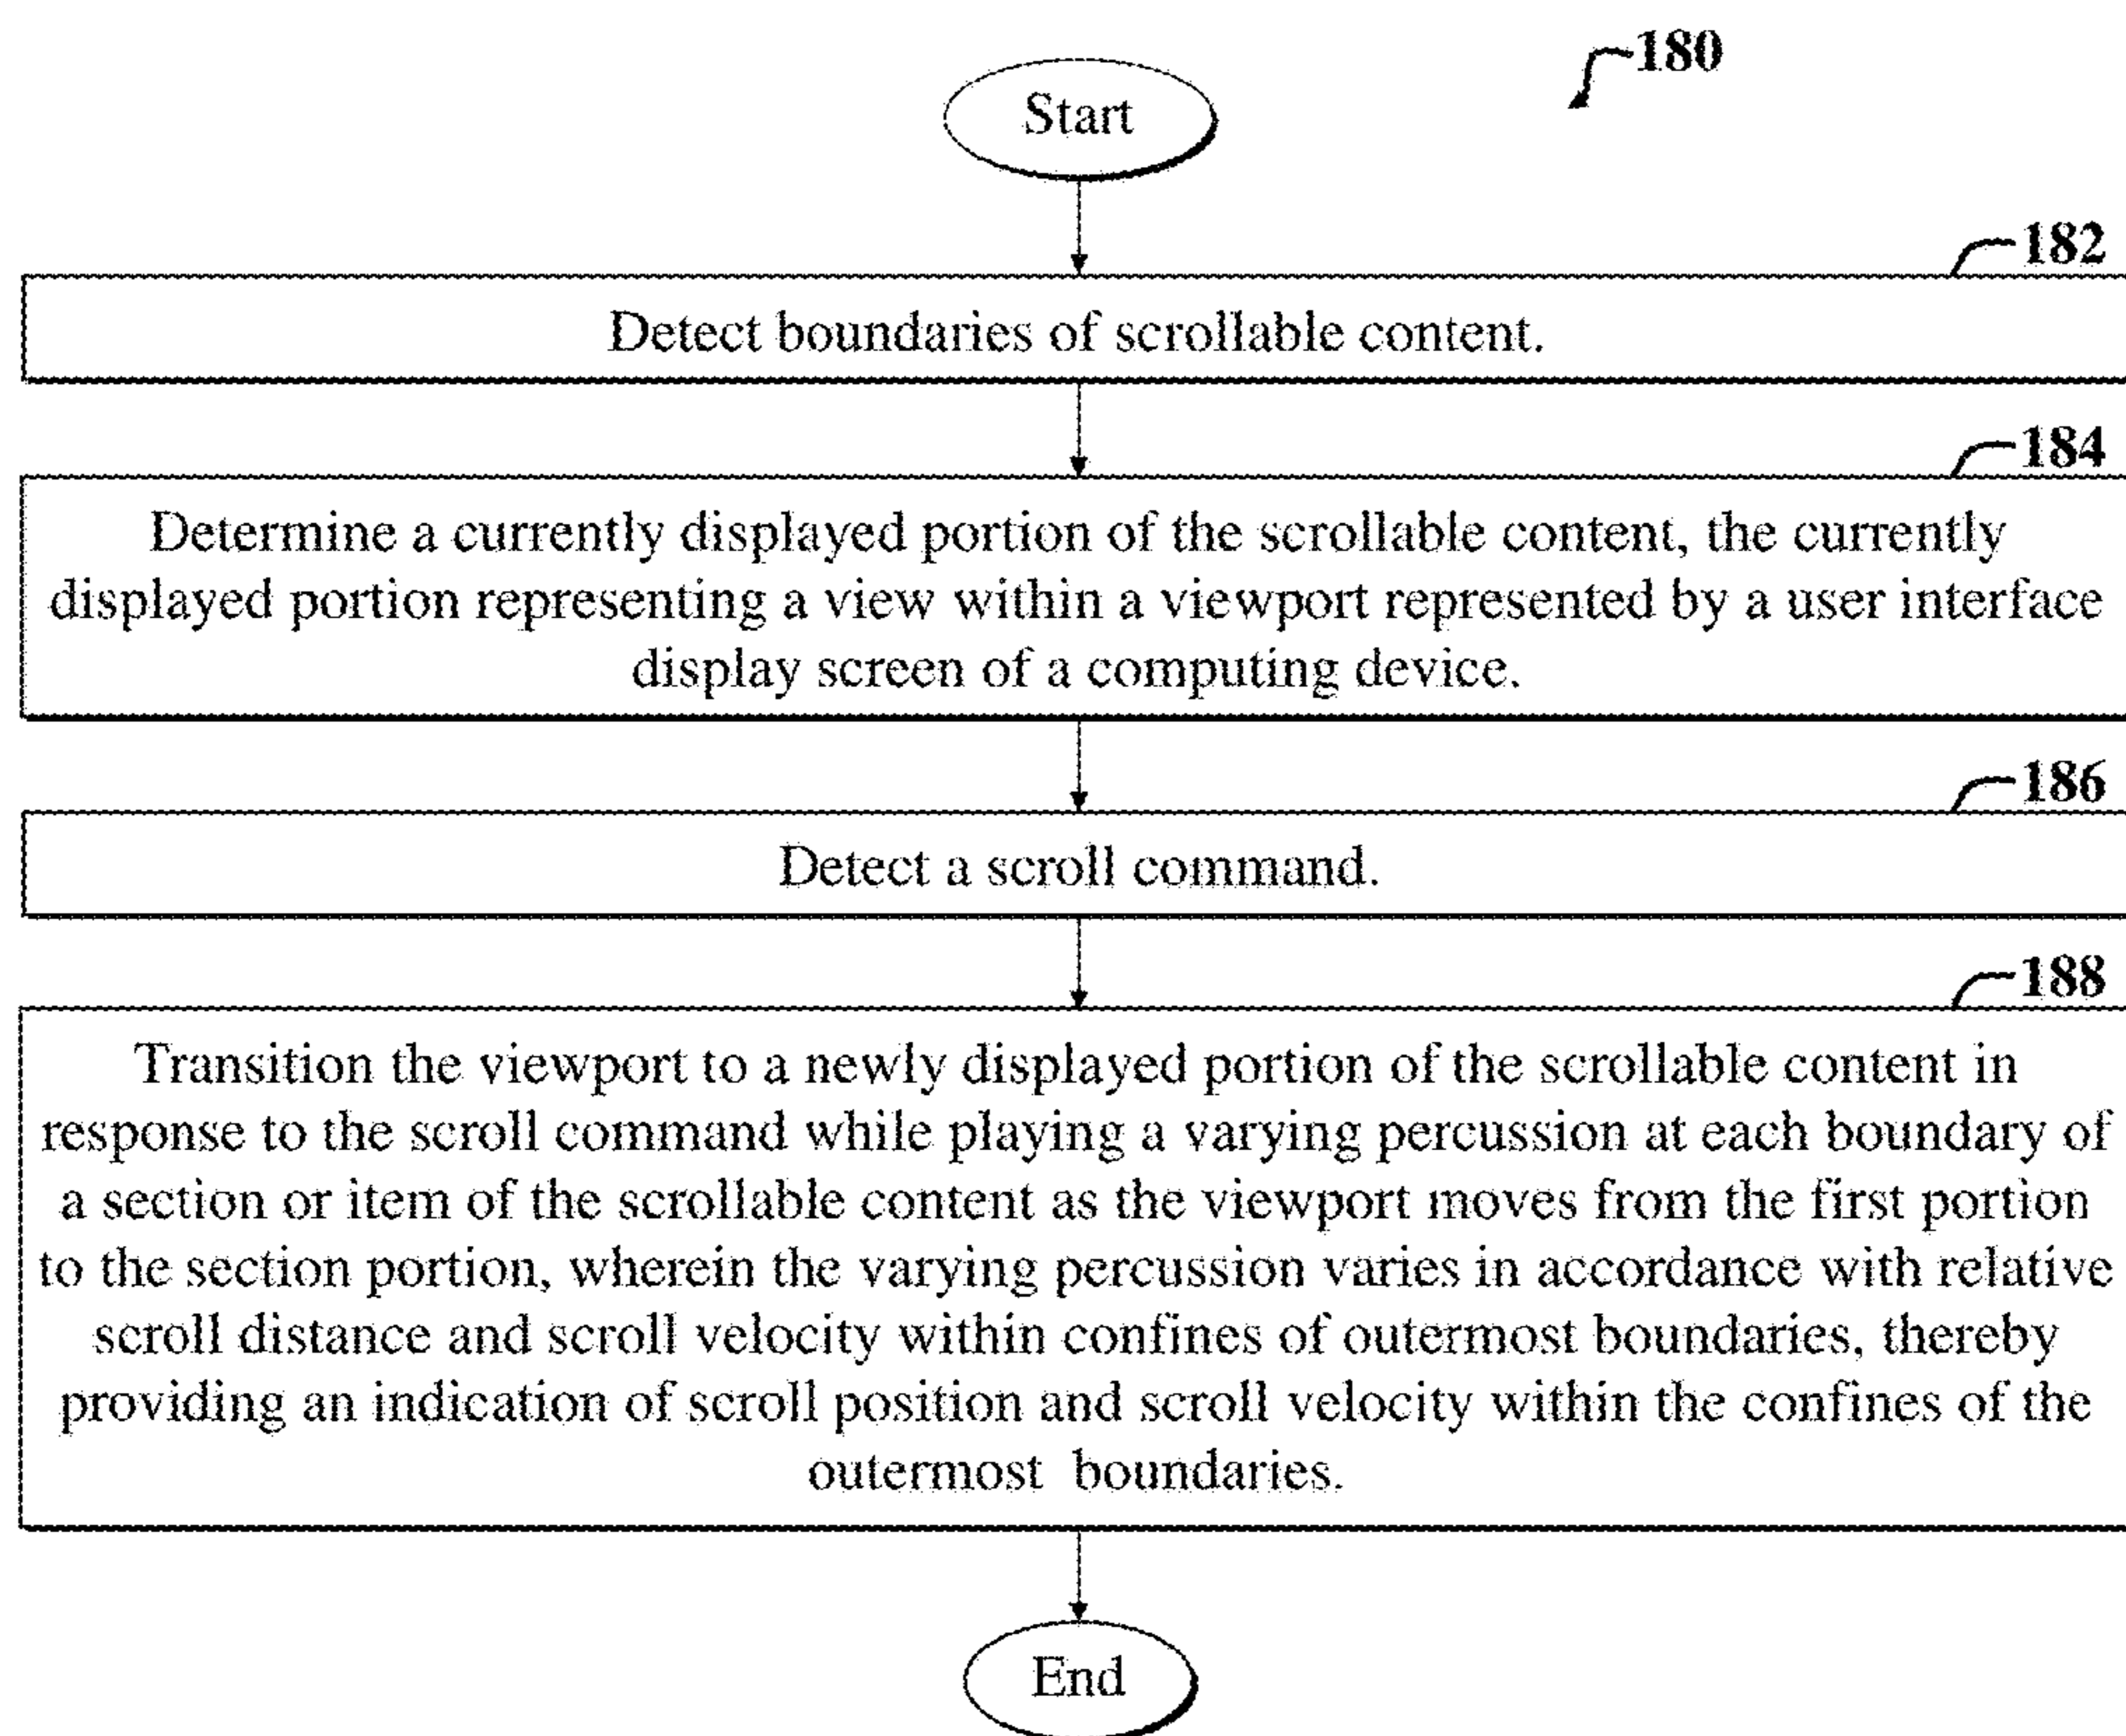 180
Start
182
Detect boundaries of scrollable content.
184
Determine a currently displayed portion of the scrollable content, the currently
displayed portion representing a view within a viewport represented by a user interface
display screen of a computing device.
186
Detect a scroll command.
188
Transition the viewport to a newly displayed portion of the scrollable content in
response to the scroll command while playing a varying percussion at each boundary of
a section or item of the scrollable content as the viewport moves from the first portion
to the section portion, wherein the varying percussion varies in accordance with relative
scroll distance and scroll velocity within confines of outermost boundaries, thereby
providing an indication of scroll position and scroll velocity within the confines of the
outermost boundaries.
End